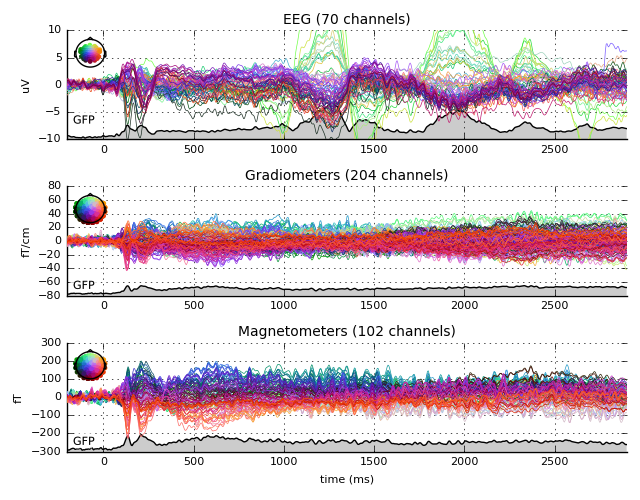 EEG (70 channels)
10
5
0
−5
−10
uV
GFP
0 500 1000 1500 2000 2500
Gradiometers (204 channels)
80
60
40
20
0
−20
−40
−60
−80
fT/cm
GFP
0 500 1000 1500 2000 2500
Magnetometers (102 channels)
300
200
100
0
−100
−200
−300
fT
GFP
0 500 1000 1500 2000 2500
time (ms)